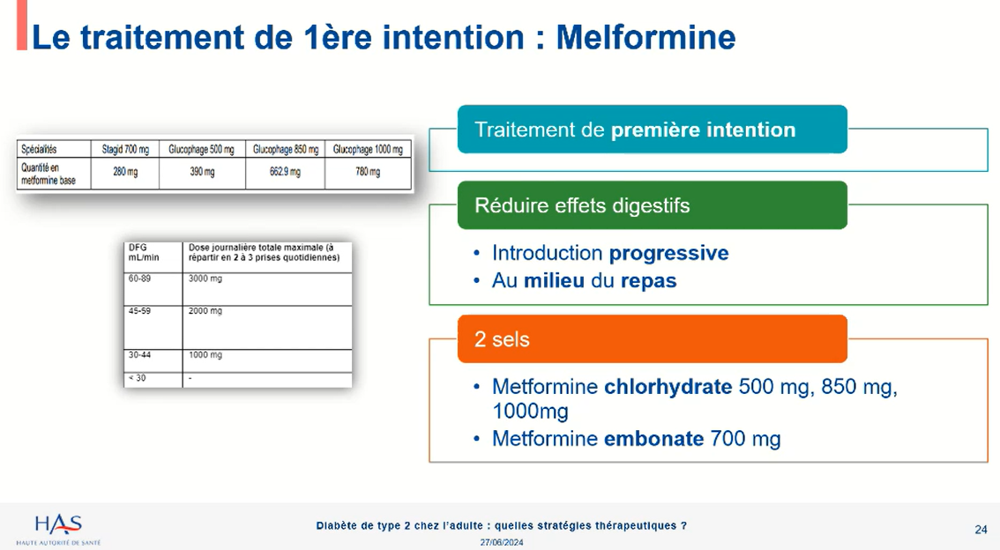 Le traitement de 1ère intention : Melformine
Spécialités Stagid 700 mg Glucophage 500 mg Glucophage 850 mg Glucophage 1000 mg
Quantité en
metformine base 280 mg 390 mg 662.9 mg 780 mg
DFG
mL/min
Dose journalière totale maximale (à
répartir en 2 à 3 prises quotidiennes)
60-89 3000 mg
45-59 2000 mg
30-44 1000 mg
< 30 -
Traitement de première intention
Réduire effets digestifs
• Introduction progressive
• Au milieu du repas
2 sels
• Metformine chlorhydrate 500 mg, 850 mg,
1000mg
• Metformine embonate 700 mg
HAS
HAUTE AUTORITÉ DE SANTÉ
Diabète de type 2 chez l'adulte : quelles stratégies thérapeutiques ?
27/06/2024
24